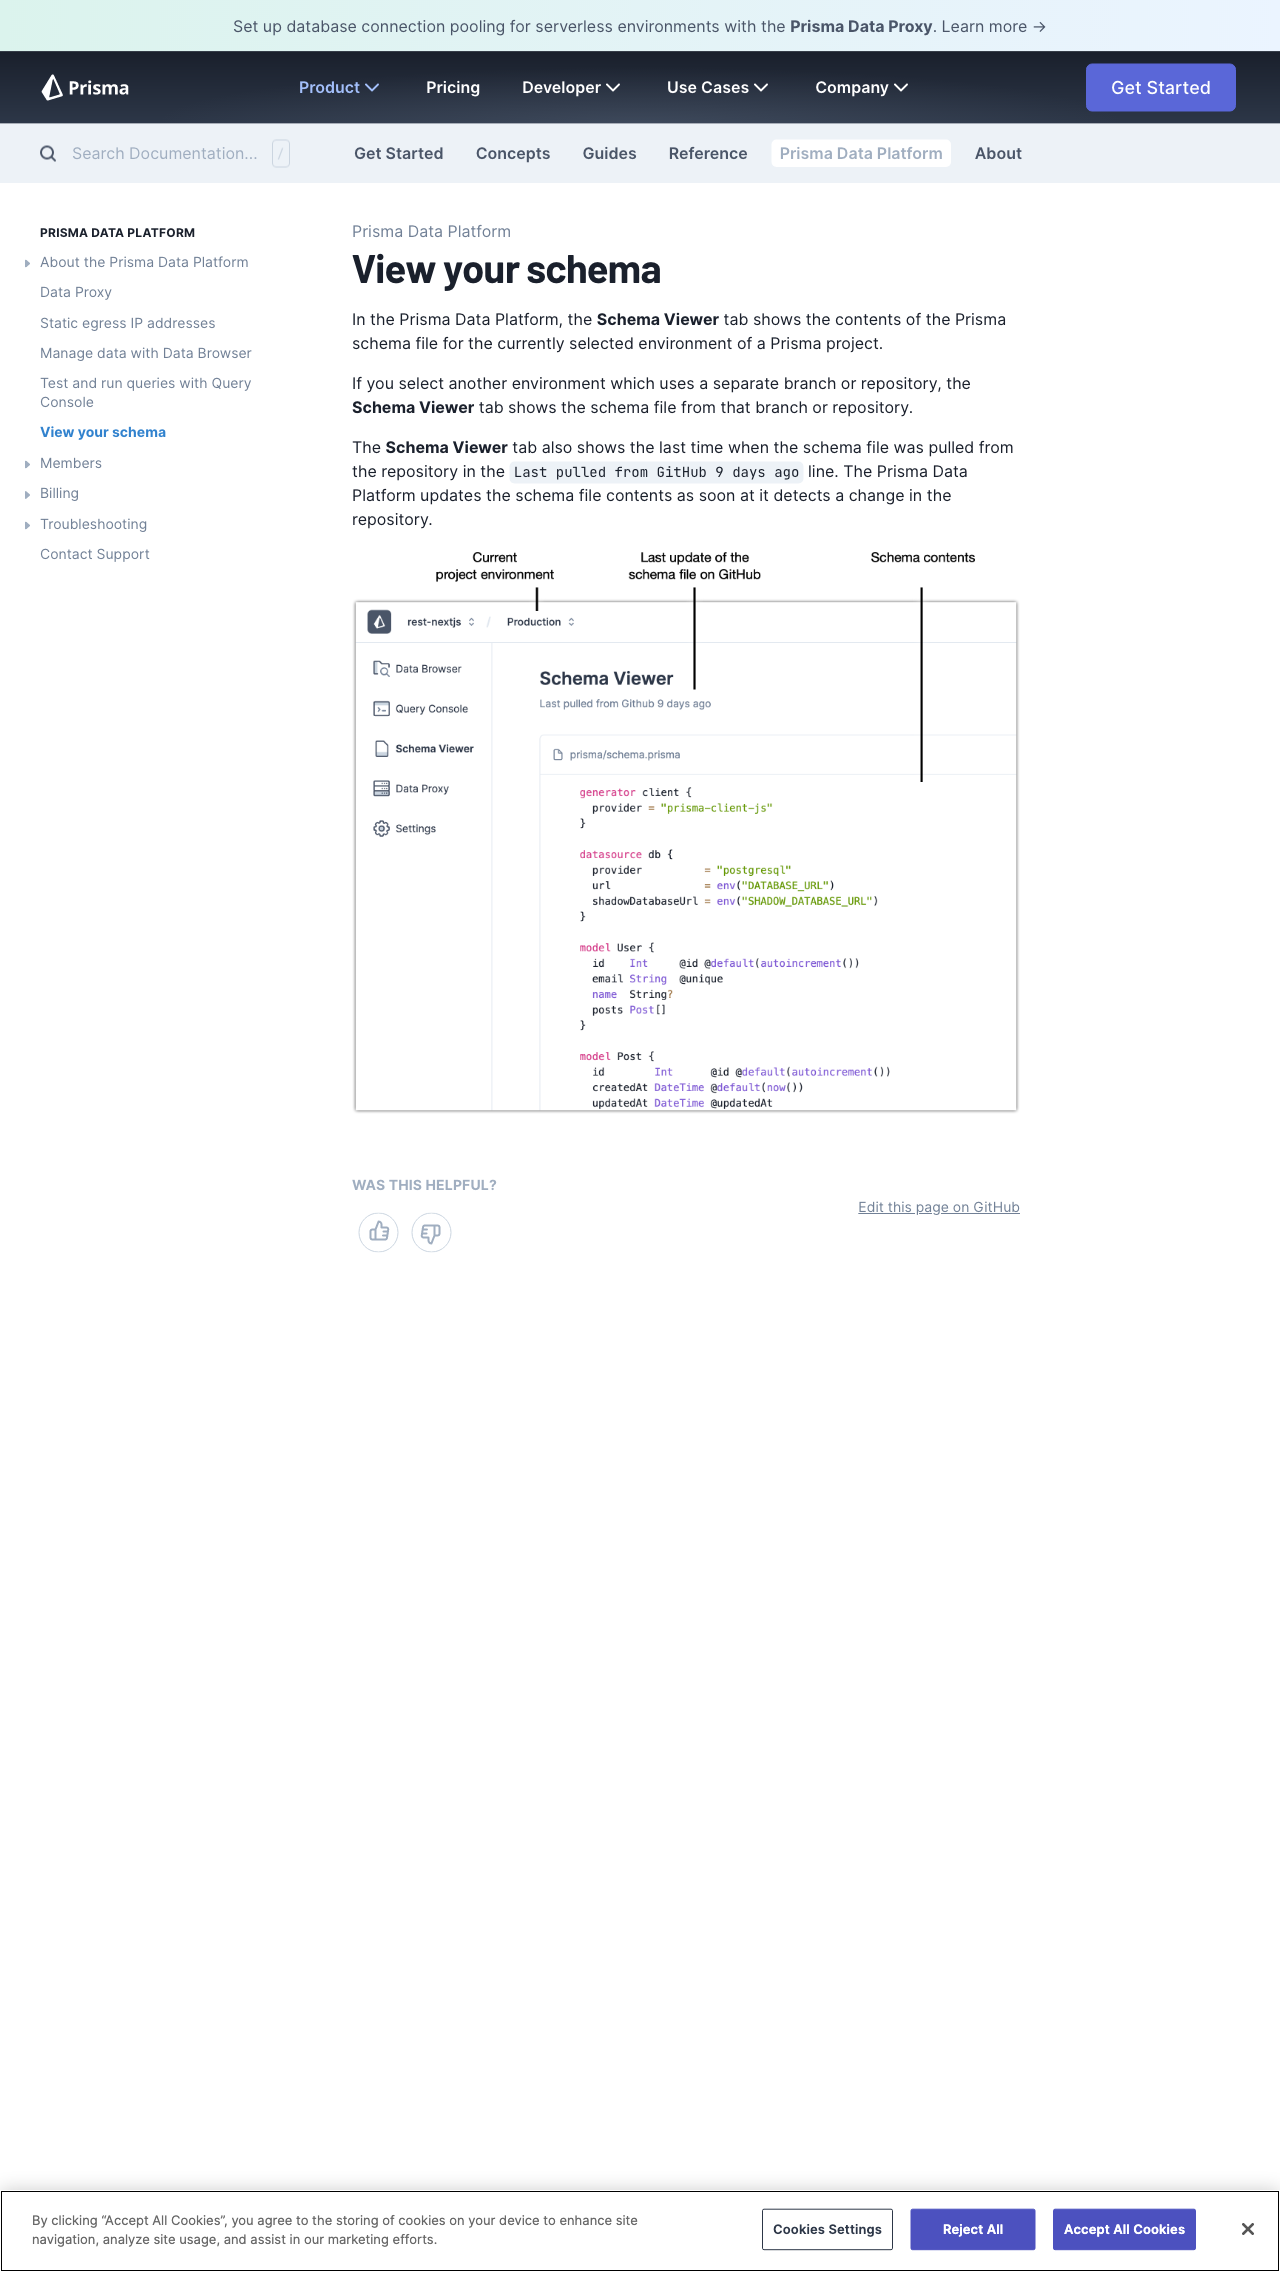 Set up database connection pooling for serverless environments with the Prisma Data Proxy. Learn more →
Prisma
Product
Pricing
Developer
Use Cases
Company
Get Started
Search Documentation...
/
Get Started
Concepts
Guides
Reference
Prisma Data Platform
About
PRISMA DATA PLATFORM
About the Prisma Data Platform
Data Proxy
Static egress IP addresses
Manage data with Data Browser
Test and run queries with Query
Console
View your schema
Members
Billing
Troubleshooting
Contact Support
Prisma Data Platform
View your schema
In the Prisma Data Platform, the Schema Viewer tab shows the contents of the Prisma
schema file for the currently selected environment of a Prisma project.
If you select another environment which uses a separate branch or repository, the
Schema Viewer tab shows the schema file from that branch or repository.
The Schema Viewer tab also shows the last time when the schema file was pulled from
the repository in the Last pulled from GitHub 9 days ago line. The Prisma Data
Platform updates the schema file contents as soon at it detects a change in the
repository.
Current
project environment
Last update of the
schema file on GitHub
Schema contents
rest-nextjs / Production
Data Browser
Query Console
Schema Viewer
Data Proxy
Settings
Schema Viewer
Last pulled from Github 9 days ago
prisma/schema.prisma
generator client {
  provider = "prisma-client-js"
}
datasource db {
  provider          = "postgresql"
  url               = env("DATABASE_URL")
  shadowDatabaseUrl = env("SHADOW_DATABASE_URL")
}
model User {
  id    Int     @id @default(autoincrement())
  email String  @unique
  name  String?
  posts Post[]
}
model Post {
  id        Int      @id @default(autoincrement())
  createdAt DateTime @default(now())
  updatedAt DateTime @updatedAt
WAS THIS HELPFUL?
Edit this page on GitHub
By clicking “Accept All Cookies”, you agree to the storing of cookies on your device to enhance site
navigation, analyze site usage, and assist in our marketing efforts.
Cookies Settings
Reject All
Accept All Cookies